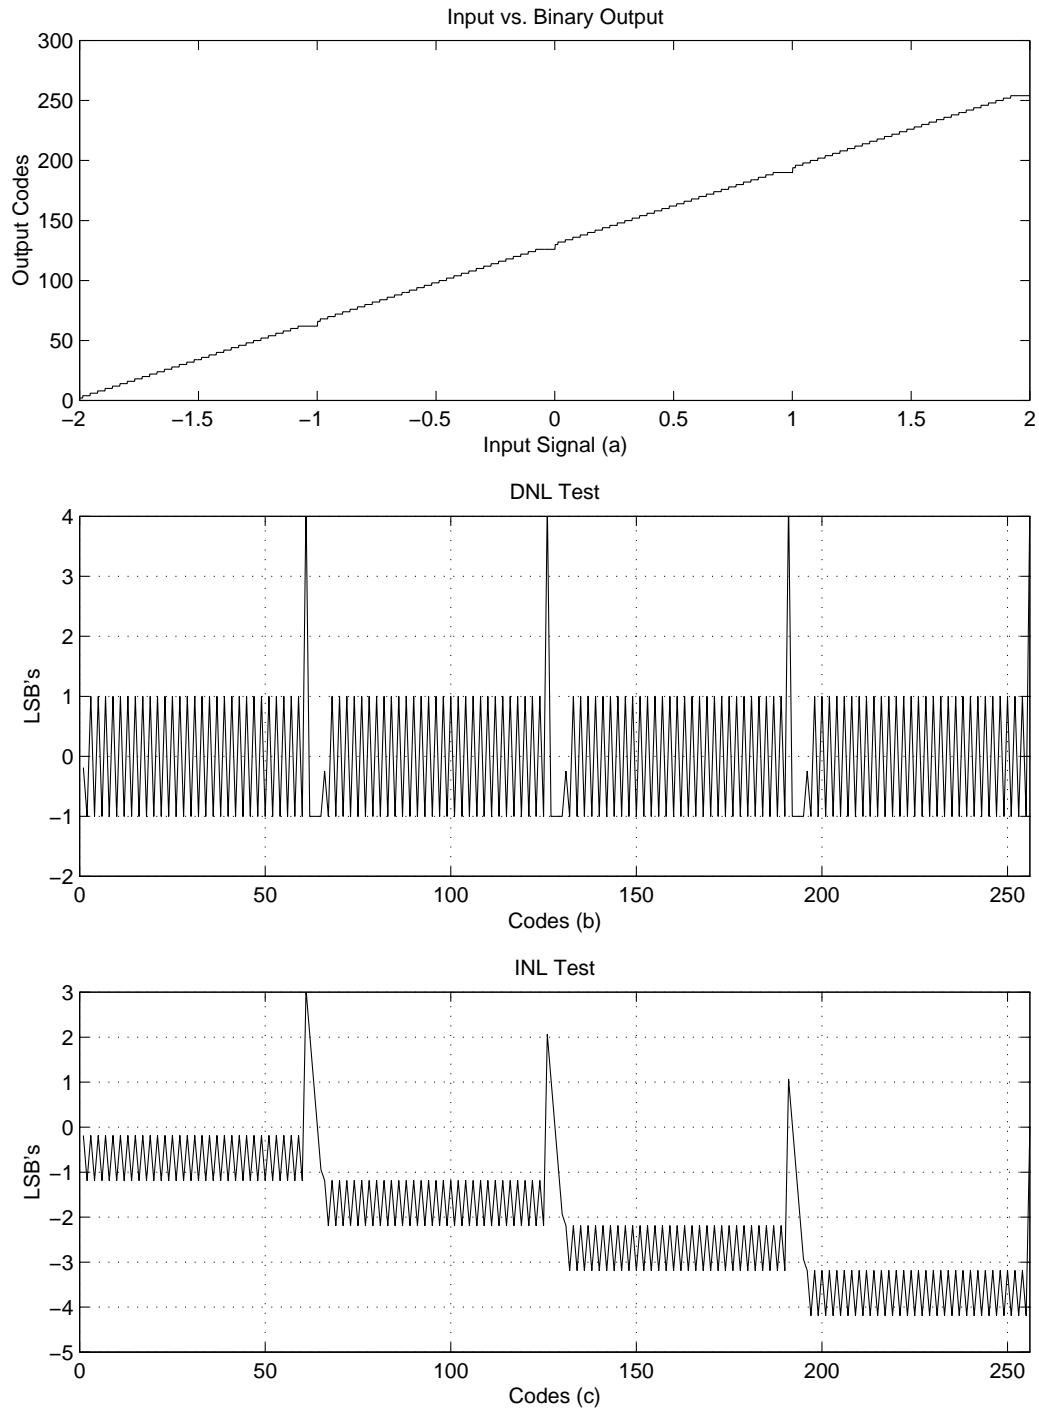 Input vs. Binary Output
300
250
200
150
100
50
0
Output Codes
−2 −1.5 −1 −0.5 0 0.5 1 1.5 2
Input Signal (a)
DNL Test
4
3
2
1
0
−1
−2
LSB's
0 50 100 150 200 250
Codes (b)
INL Test
3
2
1
0
−1
−2
−3
−4
−5
LSB's
0 50 100 150 200 250
Codes (c)